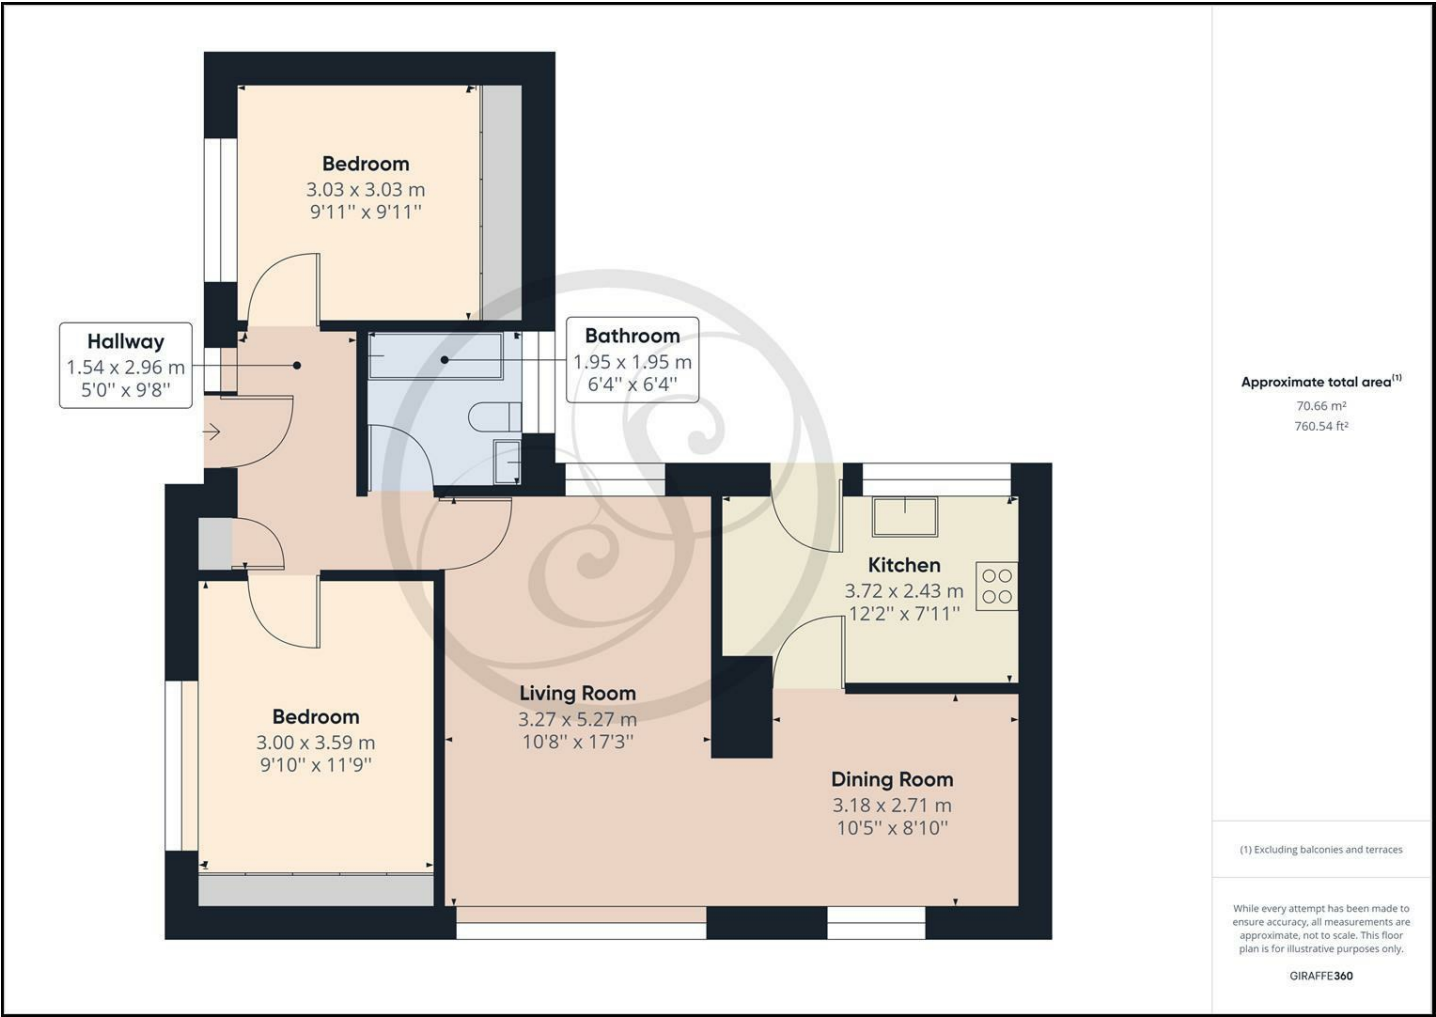 Bedroom
3.03 x 3.03 m
9'11'' x 9'11''
Hallway
1.54 x 2.96 m
5'0'' x 9'8''
Bathroom
1.95 x 1.95 m
6'4'' x 6'4''
Kitchen
3.72 x 2.43 m
12'2'' x 7'11''
Living Room
3.27 x 5.27 m
10'8'' x 17'3''
Bedroom
3.00 x 3.59 m
9'10'' x 11'9''
Dining Room
3.18 x 2.71 m
10'5'' x 8'10''
Approximate total area(1)
70.66 m²
760.54 ft²
(1) Excluding balconies and terraces
While every attempt has been made to
ensure accuracy, all measurements are
approximate, not to scale. This floor
plan is for illustrative purposes only.
GIRAFFE360